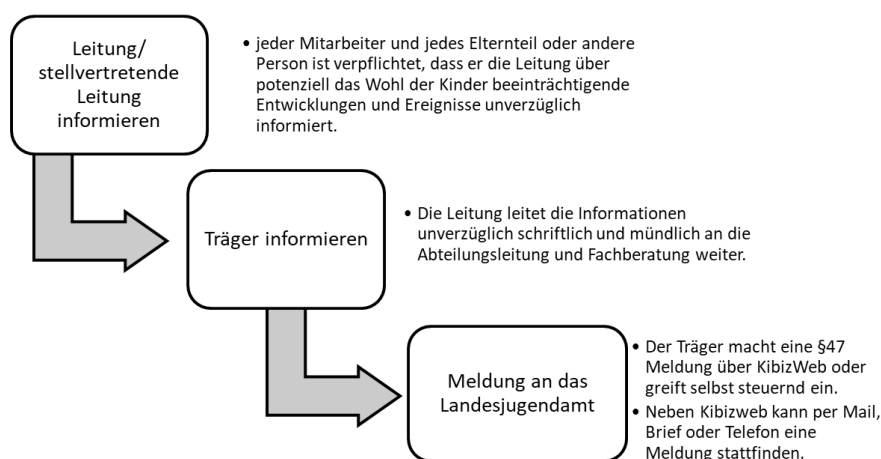 Leitung/
stellvertretende
Leitung
informieren
• jeder Mitarbeiter und jedes Elternteil oder andere
Person ist verpflichtet, dass er die Leitung über
potenziell das Wohl der Kinder beeinträchtigende
Entwicklungen und Ereignisse unverzüglich
informiert.
Träger informieren
• Die Leitung leitet die Informationen
unverzüglich schriftlich und mündlich an die
Abteilungsleitung und Fachberatung weiter.
Meldung an das
Landesjugendamt
• Der Träger macht eine §47
Meldung über KibizWeb oder
greift selbst steuernd ein.
• Neben Kibizweb kann per Mail,
Brief oder Telefon eine
Meldung stattfinden.